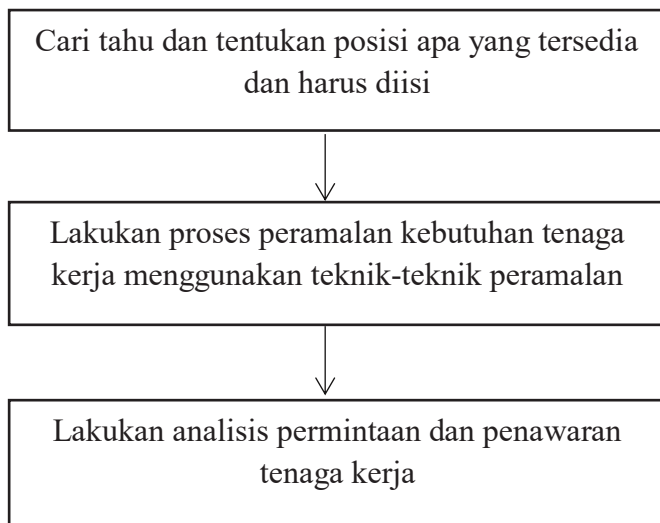 Cari tahu dan tentukan posisi apa yang tersedia
dan harus diisi
Lakukan proses peramalan kebutuhan tenaga
kerja menggunakan teknik-teknik peramalan
Lakukan analisis permintaan dan penawaran
tenaga kerja